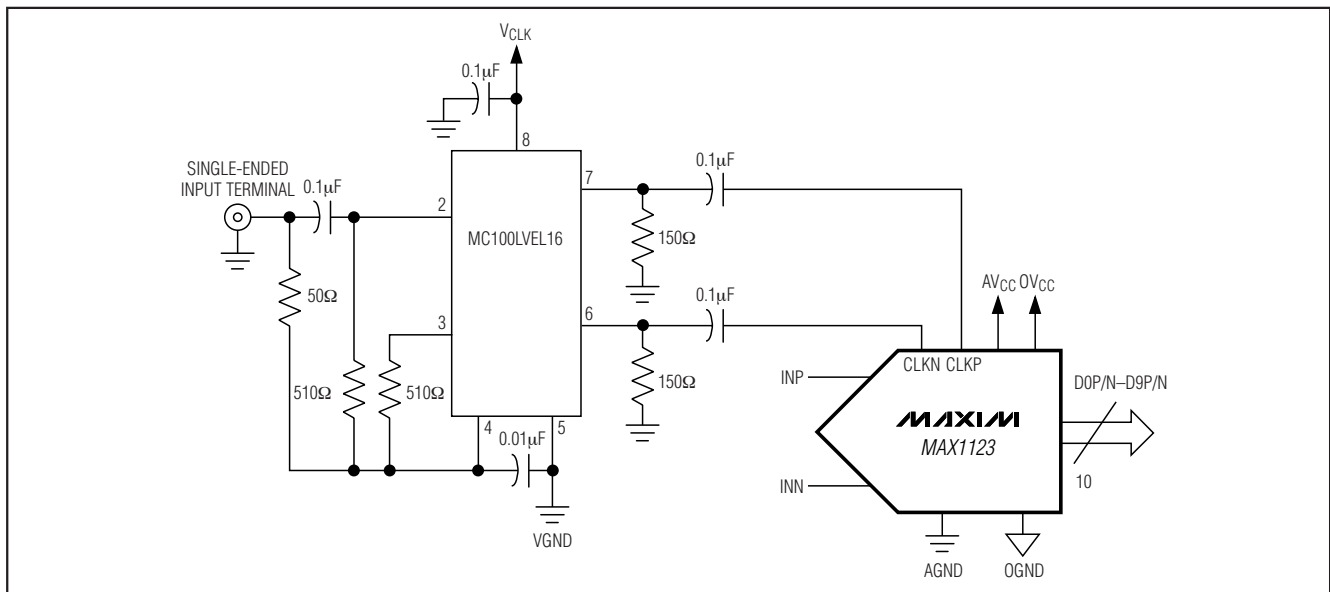 V_CLK
0.1µF
8
SINGLE-ENDED
INPUT TERMINAL
0.1µF
2
MC100LVEL16
7
0.1µF
150Ω
50Ω
3
510Ω
510Ω
6
0.1µF
150Ω
4
0.01µF
5
VGND
AVCC
OVCC
CLKN
CLKP
INP
INN
MAXIM
MAX1123
D0P/N–D9P/N
10
AGND
OGND